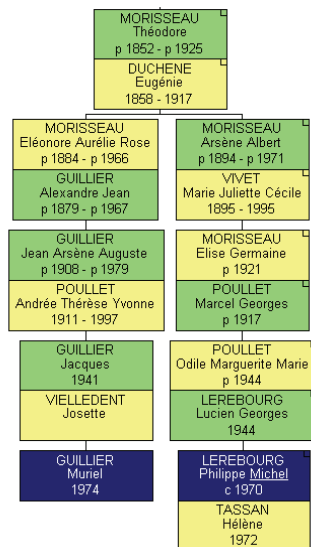 MORISSEAU
Théodore
p 1852 - p 1925
DUCHENE
Eugénie
1858 - 1917
MORISSEAU
Eléonore Aurélie Rose
p 1884 - p 1966
GUILLIER
Alexandre Jean
p 1879 - p 1967
GUILLIER
Jean Arsène Auguste
p 1908 - p 1979
POULLET
Andrée Thérèse Yvonne
1911 - 1997
GUILLIER
Jacques
1941
VIELLEDENT
Josette
GUILLIER
Muriel
1974
MORISSEAU
Arsène Albert
p 1894 - p 1971
VIVET
Marie Juliette Cécile
1895 - 1995
MORISSEAU
Elise Germaine
p 1921
POULLET
Marcel Georges
p 1917
POULLET
Odile Marguerite Marie
p 1944
LEREBOURG
Lucien Georges
1944
LEREBOURG
Philippe Michel
c 1970
TASSAN
Hélène
1972